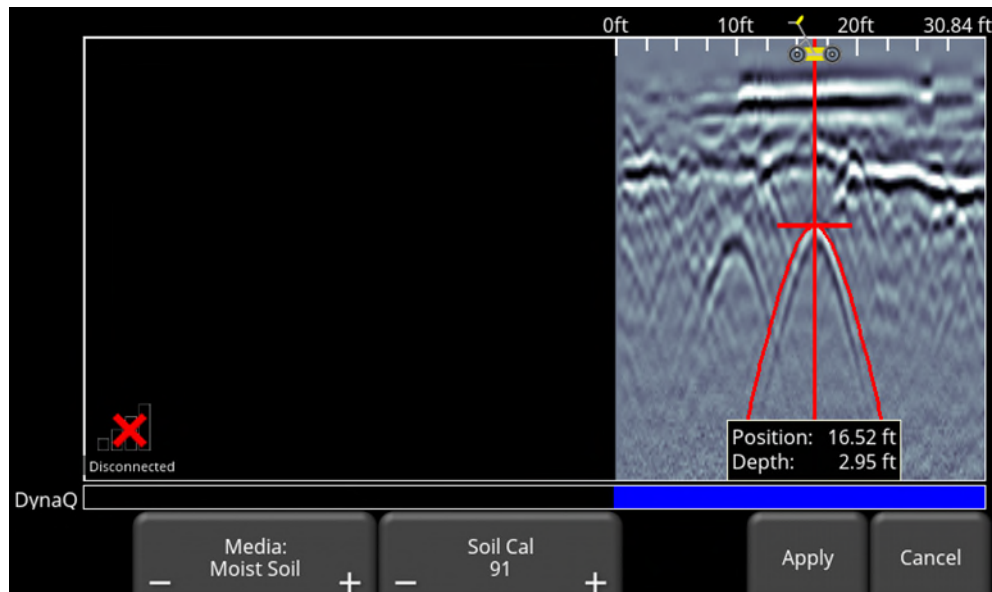 0ft 10ft 20ft 30.84 ft
Disconnected
Position: 16.52 ft
Depth: 2.95 ft
DynaQ
Media:
Moist Soil
− +
Soil Cal
91
− +
Apply
Cancel